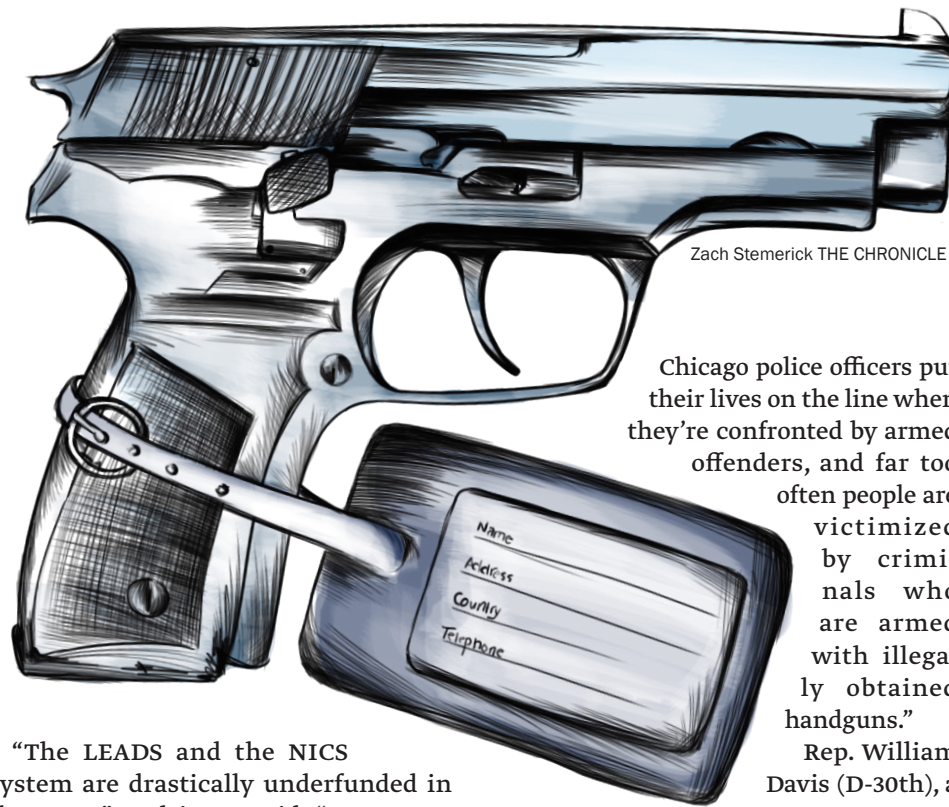 Zach Stemerick THE CHRONICLE
Chicago police officers pu
their lives on the line when
they're confronted by armed
offenders, and far too
often people are
victimized
by crimi
nals who
are armed
with illegal
ly obtained
handguns.”
Rep. William
Davis (D-30th), a
Name
Address
Country
Telephone
“The LEADS and the NICS
ystem are drastically underfunded in